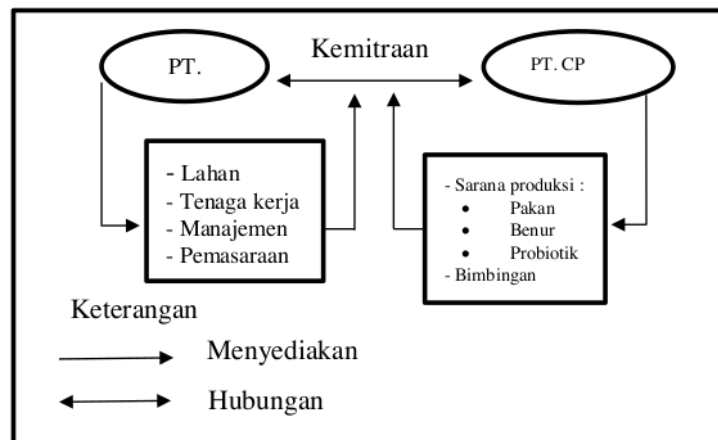 Kemitraan
PT.
PT. CP
- Lahan
- Tenaga kerja
- Manajemen
- Pemasaraan
- Sarana produksi :
• Pakan
• Benur
• Probiotik
- Bimbingan
Keterangan
Menyediakan
Hubungan